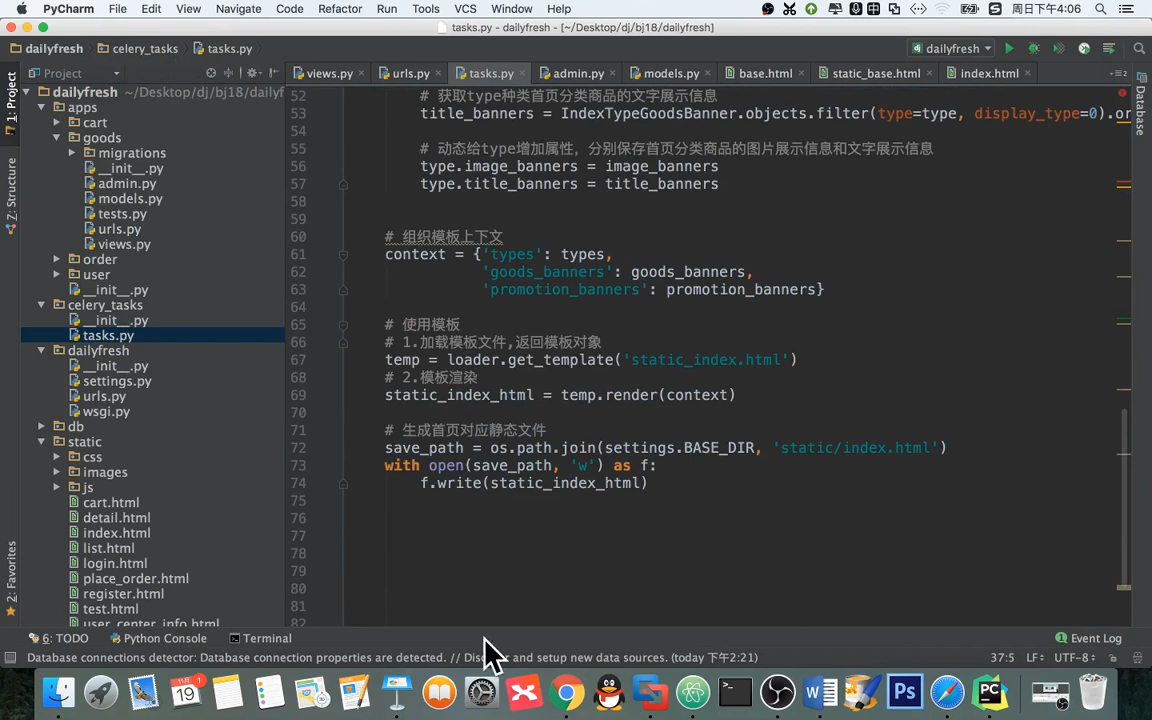 PyCharm File Edit View Navigate Code Refactor Run Tools VCS Window Help 周日下午4:06
tasks.py - dailyfresh - [~/Desktop/dj/bj18/dailyfresh]
dailyfresh celery_tasks tasks.py dailyfresh
Project views.py urls.py tasks.py admin.py models.py base.html static_base.html index.html
1: Project
Z: Structure
2: Favorites
Database
dailyfresh ~/Desktop/dj/bj18/dailyf
apps
cart
goods
migrations
__init__.py
admin.py
models.py
tests.py
urls.py
views.py
order
user
__init__.py
celery_tasks
__init__.py
tasks.py
dailyfresh
__init__.py
settings.py
urls.py
wsgi.py
db
static
css
images
js
cart.html
detail.html
index.html
list.html
login.html
place_order.html
register.html
test.html
user_center_info.html
52 # 获取type种类首页分类商品的文字展示信息
53 title_banners = IndexTypeGoodsBanner.objects.filter(type=type, display_type=0).or
54
55 # 动态给type增加属性, 分别保存首页分类商品的图片展示信息和文字展示信息
56 type.image_banners = image_banners
57 type.title_banners = title_banners
58
59
60 # 组织模板上下文
61 context = {'types': types,
62 'goods_banners': goods_banners,
63 'promotion_banners': promotion_banners}
64
65 # 使用模板
66 # 1.加载模板文件,返回模板对象
67 temp = loader.get_template('static_index.html')
68 # 2.模板渲染
69 static_index_html = temp.render(context)
70
71 # 生成首页对应静态文件
72 save_path = os.path.join(settings.BASE_DIR, 'static/index.html')
73 with open(save_path, 'w') as f:
74 f.write(static_index_html)
75
76
77
78
79
80
81
6: TODO Python Console Terminal 1 Event Log
Database connections detector: Database connection properties are detected. // Dis and setup new data sources. (today 下午2:21) 37:5 LF UTF-8
11月 19 1
PC
Ps